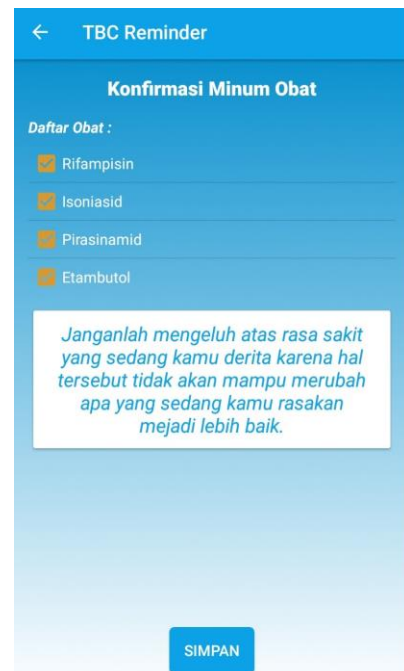 TBC Reminder
Konfirmasi Minum Obat
Daftar Obat :
Rifampisin
Isoniasid
Pirasinamid
Etambutol
Janganlah mengeluh atas rasa sakit
yang sedang kamu derita karena hal
tersebut tidak akan mampu merubah
apa yang sedang kamu rasakan
mejadi lebih baik.
SIMPAN